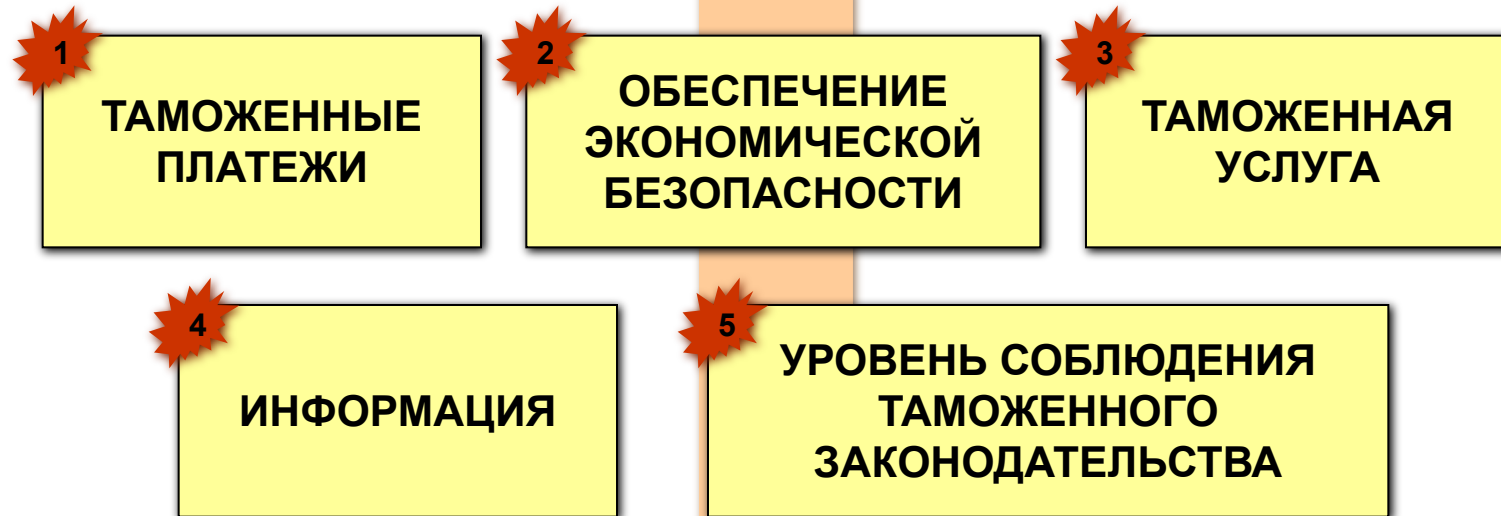 1
ТАМОЖЕННЫЕ
ПЛАТЕЖИ
2
ОБЕСПЕЧЕНИЕ
ЭКОНОМИЧЕСКОЙ
БЕЗОПАСНОСТИ
3
ТАМОЖЕННАЯ
УСЛУГА
4
ИНФОРМАЦИЯ
5
УРОВЕНЬ СОБЛЮДЕНИЯ
ТАМОЖЕННОГО
ЗАКОНОДАТЕЛЬСТВА